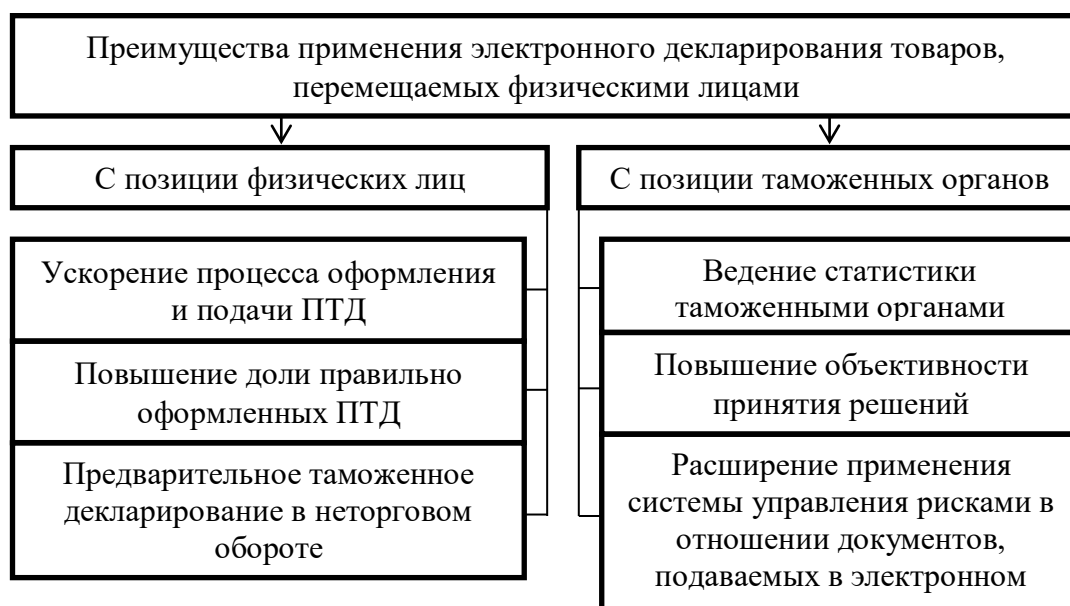 Преимущества применения электронного декларирования товаров,
перемещаемых физическими лицами
С позиции физических лиц
Ускорение процесса оформления
и подачи ПТД
Повышение доли правильно
оформленных ПТД
Предварительное таможенное
декларирование в неторговом
обороте
С позиции таможенных органов
Ведение статистики
таможенными органами
Повышение объективности
принятия решений
Расширение применения
системы управления рисками в
отношении документов,
подаваемых в электронном